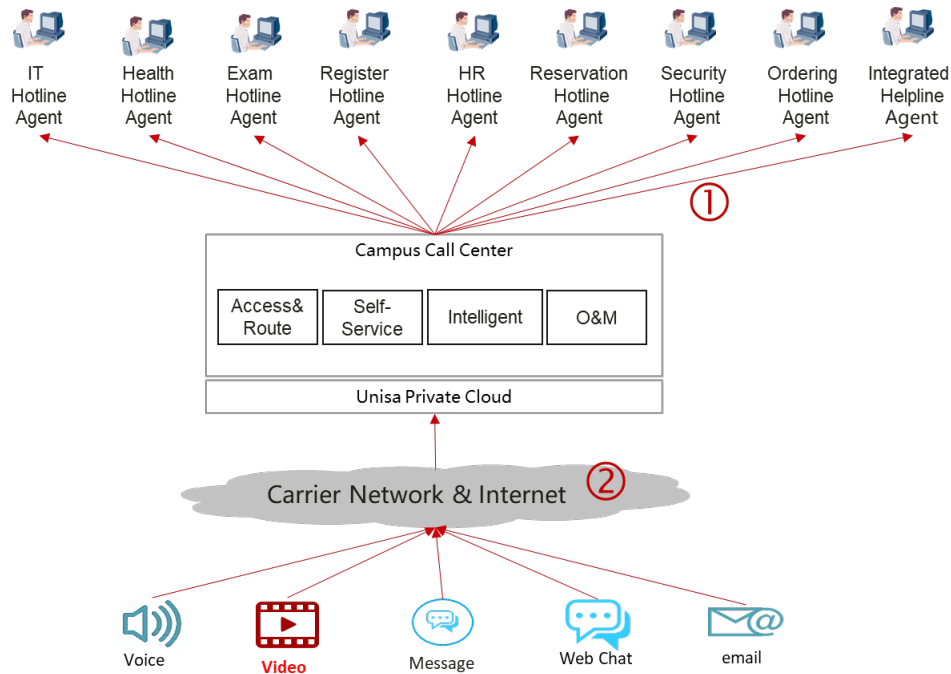 IT
Hotline
Agent
Health
Hotline
Agent
Exam
Hotline
Agent
Register
Hotline
Agent
HR
Hotline
Agent
Reservation
Hotline
Agent
Security
Hotline
Agent
Ordering
Hotline
Agent
Integrated
Helpline
Agent
①
Campus Call Center
Access&
Route
Self-
Service
Intelligent
O&M
Unisa Private Cloud
Carrier Network & Internet
②
Voice
Video
Message
Web Chat
email